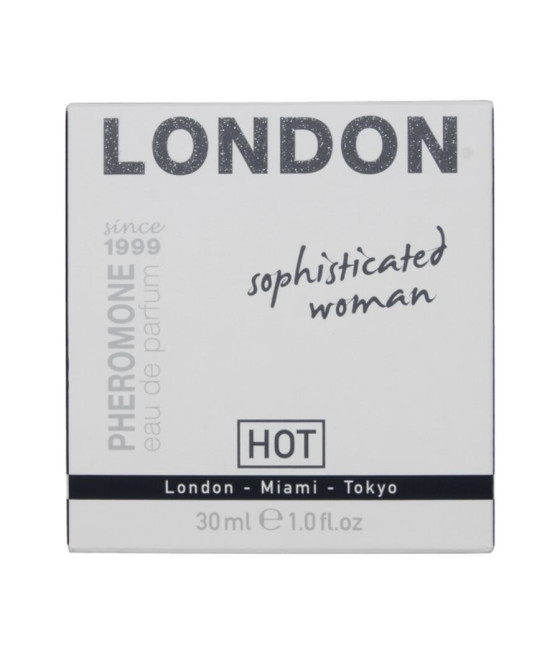 LONDON
since
1999
PHEROMONE
eau de parfum
sophisticated
woman
HOT
London - Miami - Tokyo
30 ml ℮ 1.0 fl.oz